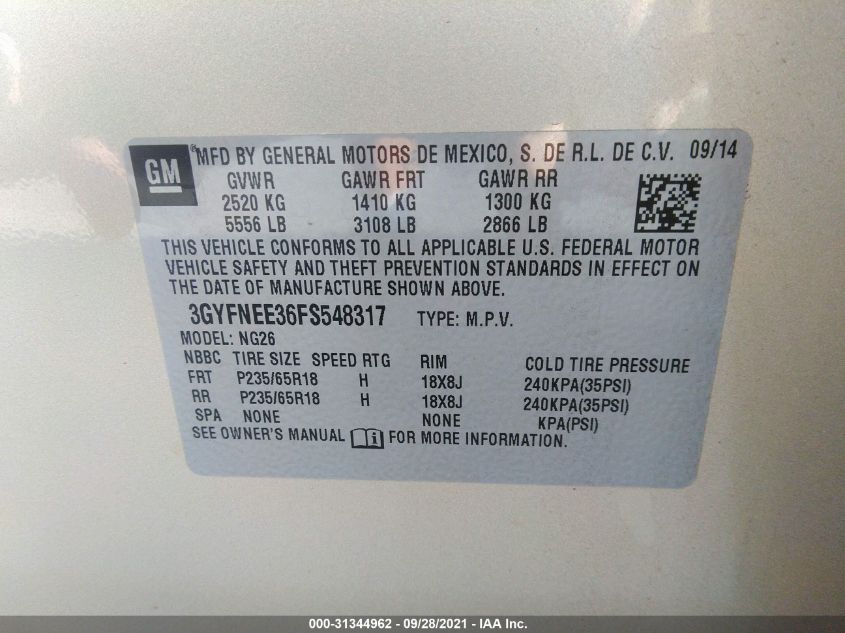 GM ® MFD BY GENERAL MOTORS DE MEXICO, S. DE R.L. DE C.V. 09/14
GVWR GAWR FRT GAWR RR
2520 KG 1410 KG 1300 KG
5556 LB 3108 LB 2866 LB
THIS VEHICLE CONFORMS TO ALL APPLICABLE U.S. FEDERAL MOTOR
VEHICLE SAFETY AND THEFT PREVENTION STANDARDS IN EFFECT ON
THE DATE OF MANUFACTURE SHOWN ABOVE.
3GYFNEE36FS548317 TYPE: M.P.V.
MODEL: NG26
NBBC TIRE SIZE SPEED RTG RIM COLD TIRE PRESSURE
FRT P235/65R18 H 18X8J 240KPA(35PSI)
RR P235/65R18 H 18X8J 240KPA(35PSI)
SPA NONE NONE KPA(PSI)
SEE OWNER'S MANUAL FOR MORE INFORMATION.
000-31344962 - 09/28/2021 - IAA Inc.